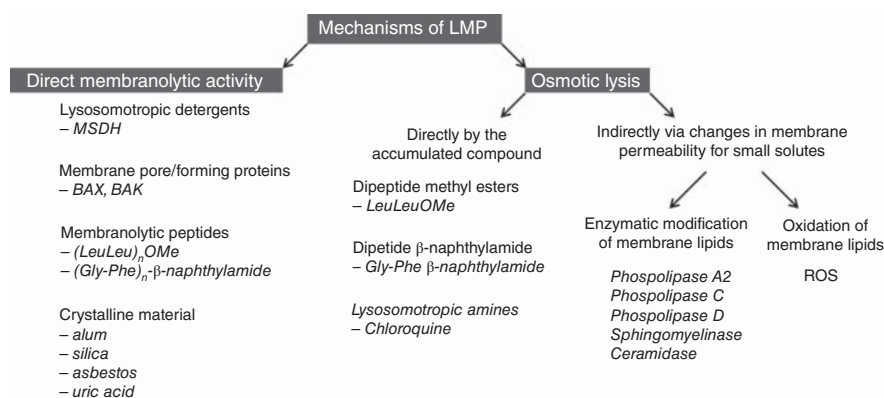 Mechanisms of LMP
Direct membranolytic activity
Lysosomotropic detergents
– MSDH
Membrane pore/forming proteins
– BAX, BAK
Membranolytic peptides
– (LeuLeu)nOMe
– (Gly-Phe)n-β-naphthylamide
Crystalline material
– alum
– silica
– asbestos
– uric acid
Osmotic lysis
Directly by the
accumulated compound
Dipeptide methyl esters
– LeuLeuOMe
Dipetide β-naphthylamide
– Gly-Phe β-naphthylamide
Lysosomotropic amines
– Chloroquine
Indirectly via changes in membrane
permeability for small solutes
Enzymatic modification
of membrane lipids
Phospolipase A2
Phospolipase C
Phospolipase D
Sphingomyelinase
Ceramidase
Oxidation of
membrane lipids
ROS